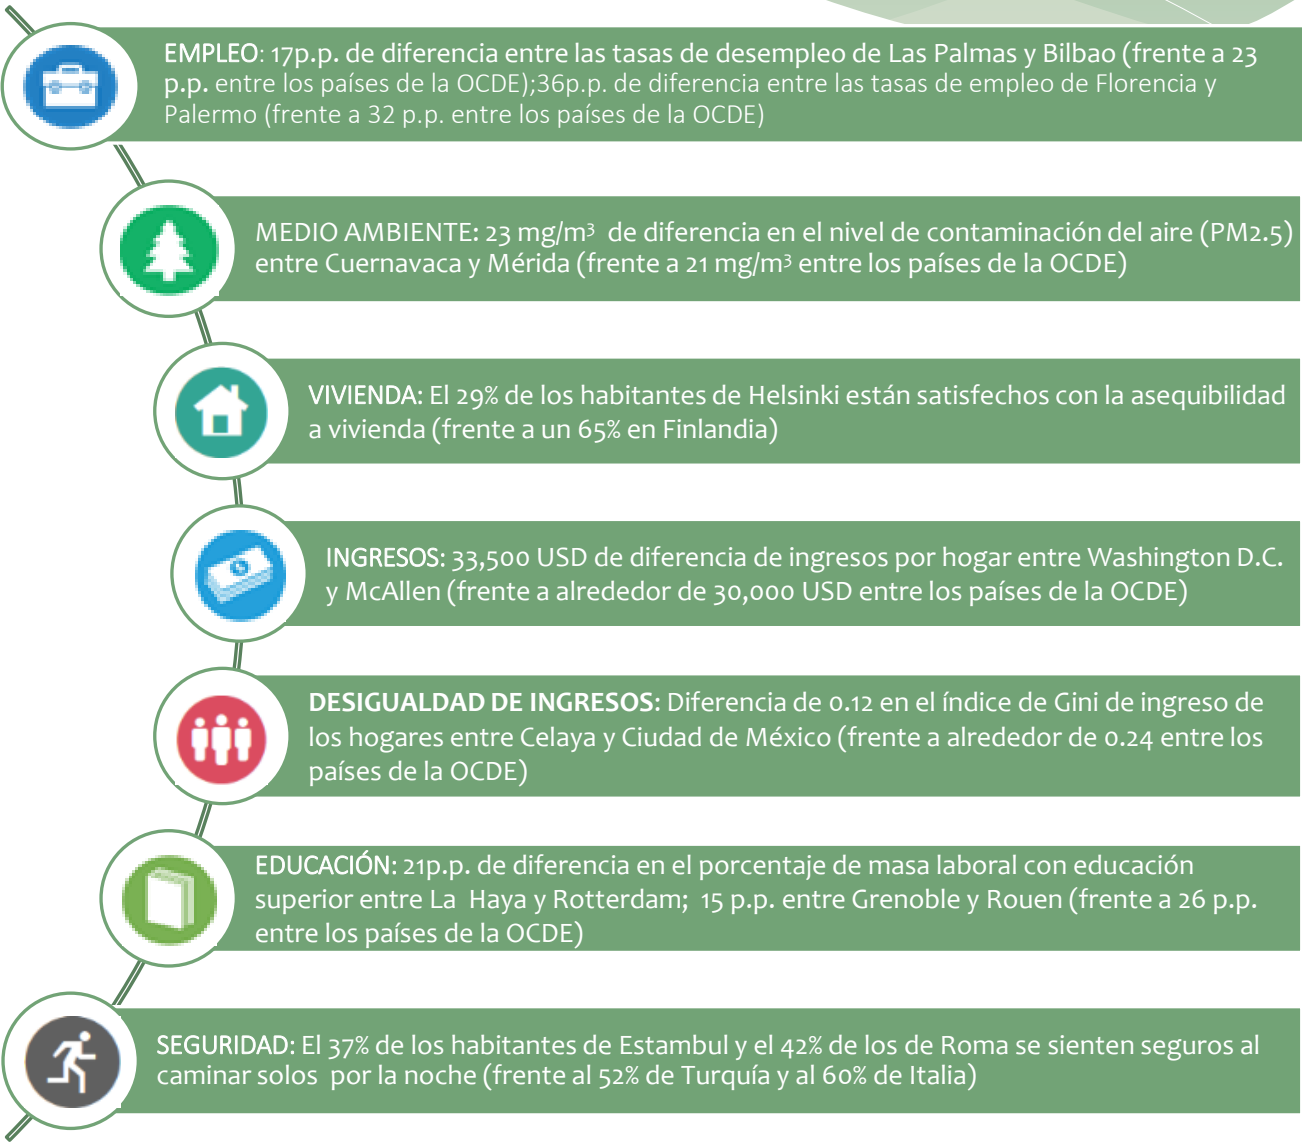 EMPLEO: 17p.p. de diferencia entre las tasas de desempleo de Las Palmas y Bilbao (frente a 23
p.p. entre los países de la OCDE);36p.p. de diferencia entre las tasas de empleo de Florencia y
Palermo (frente a 32 p.p. entre los países de la OCDE)
MEDIO AMBIENTE: 23 mg/m³ de diferencia en el nivel de contaminación del aire (PM2.5)
entre Cuernavaca y Mérida (frente a 21 mg/m³ entre los países de la OCDE)
VIVIENDA: El 29% de los habitantes de Helsinki están satisfechos con la asequibilidad
a vivienda (frente a un 65% en Finlandia)
INGRESOS: 33,500 USD de diferencia de ingresos por hogar entre Washington D.C.
y McAllen (frente a alrededor de 30,000 USD entre los países de la OCDE)
DESIGUALDAD DE INGRESOS: Diferencia de 0.12 en el índice de Gini de ingreso de
los hogares entre Celaya y Ciudad de México (frente a alrededor de 0.24 entre los
países de la OCDE)
EDUCACIÓN: 21p.p. de diferencia en el porcentaje de masa laboral con educación
superior entre La Haya y Rotterdam; 15 p.p. entre Grenoble y Rouen (frente a 26 p.p.
entre los países de la OCDE)
SEGURIDAD: El 37% de los habitantes de Estambul y el 42% de los de Roma se sienten seguros al
caminar solos por la noche (frente al 52% de Turquía y al 60% de Italia)